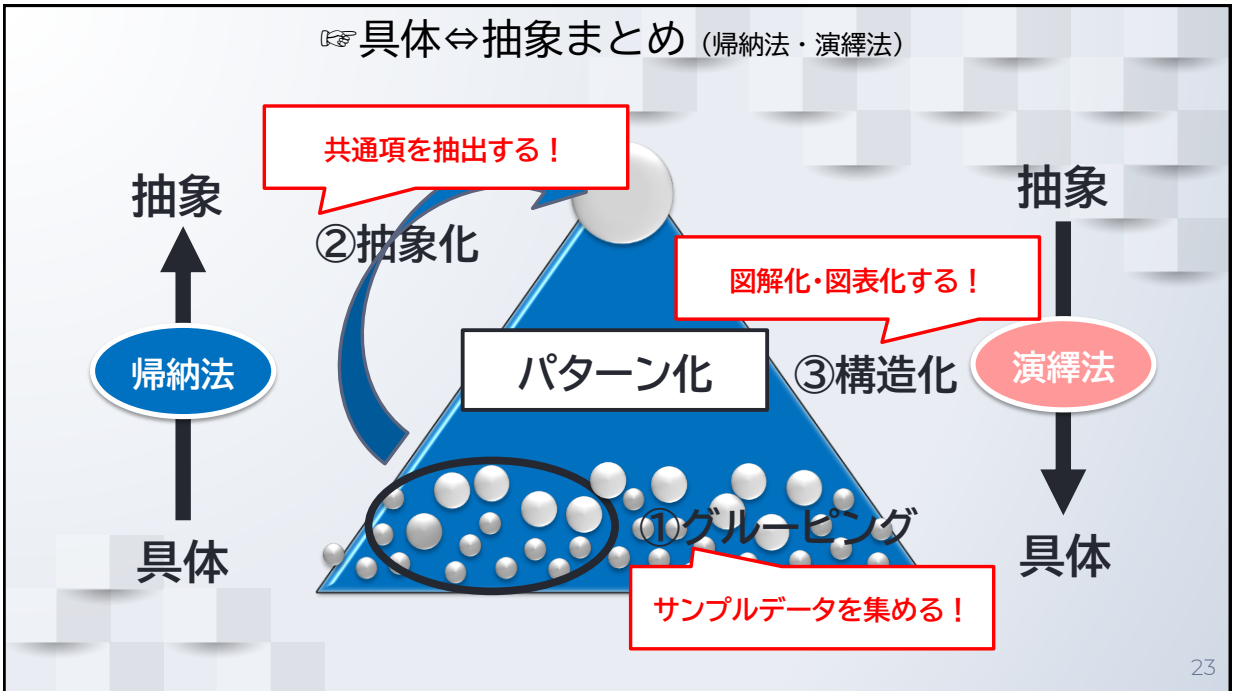 ☞具体⇔抽象まとめ（帰納法・演繹法）
共通項を抽出する！
抽象
②抽象化
抽象
図解化・図表化する！
帰納法
パターン化
③構造化
演繹法
①グルーピング
具体
具体
サンプルデータを集める！
23